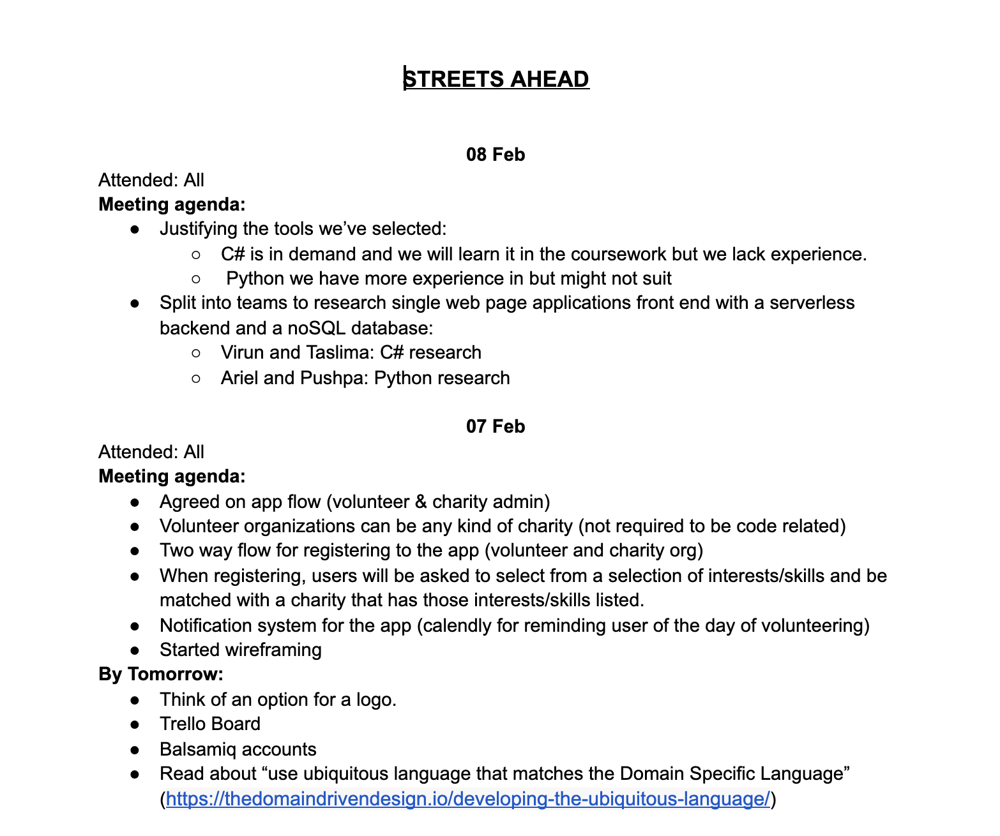 STREETS AHEAD
08 Feb
Attended: All
Meeting agenda:
● Justifying the tools we’ve selected:
○ C# is in demand and we will learn it in the coursework but we lack experience.
○ Python we have more experience in but might not suit
● Split into teams to research single web page applications front end with a serverless
backend and a noSQL database:
○ Virun and Taslima: C# research
○ Ariel and Pushpa: Python research
07 Feb
Attended: All
Meeting agenda:
● Agreed on app flow (volunteer & charity admin)
● Volunteer organizations can be any kind of charity (not required to be code related)
● Two way flow for registering to the app (volunteer and charity org)
● When registering, users will be asked to select from a selection of interests/skills and be
matched with a charity that has those interests/skills listed.
● Notification system for the app (calendly for reminding user of the day of volunteering)
● Started wireframing
By Tomorrow:
● Think of an option for a logo.
● Trello Board
● Balsamiq accounts
● Read about “use ubiquitous language that matches the Domain Specific Language”
(https://thedomaindrivendesign.io/developing-the-ubiquitous-language/)